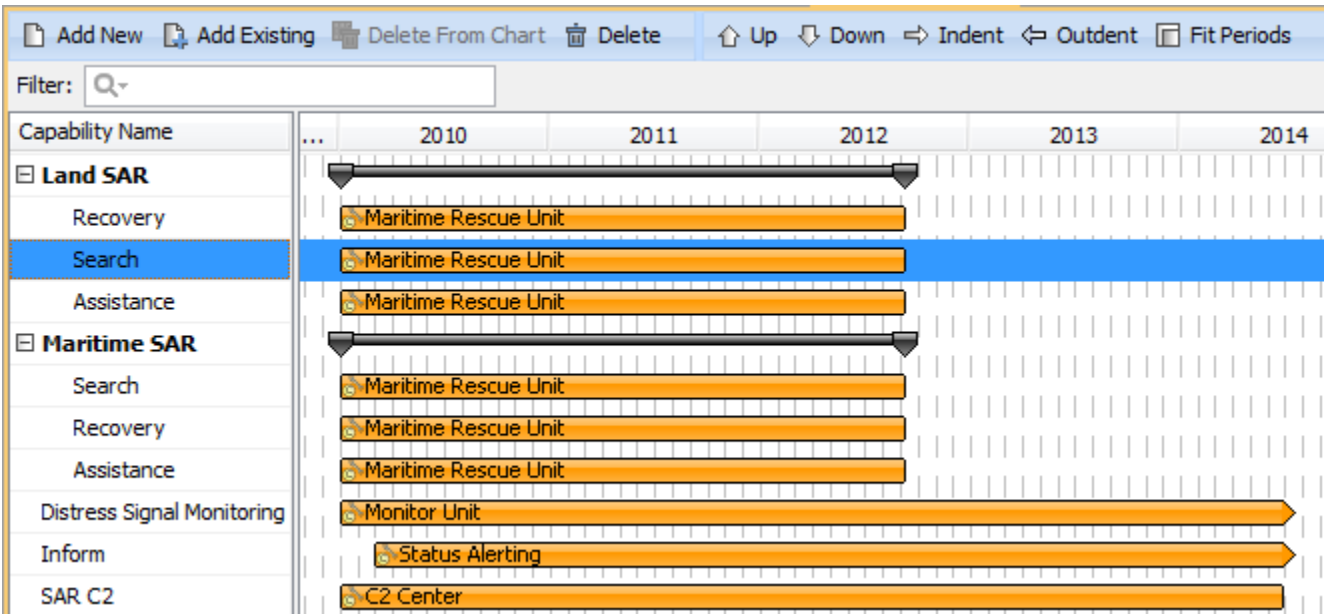 Add New Add Existing Delete From Chart Delete Up Down Indent Outdent Fit Periods
Filter:
Capability Name ... 2010 2011 2012 2013 2014
Land SAR
Recovery Maritime Rescue Unit
Search Maritime Rescue Unit
Assistance Maritime Rescue Unit
Maritime SAR
Search Maritime Rescue Unit
Recovery Maritime Rescue Unit
Assistance Maritime Rescue Unit
Distress Signal Monitoring Monitor Unit
Inform Status Alerting
SAR C2 C2 Center